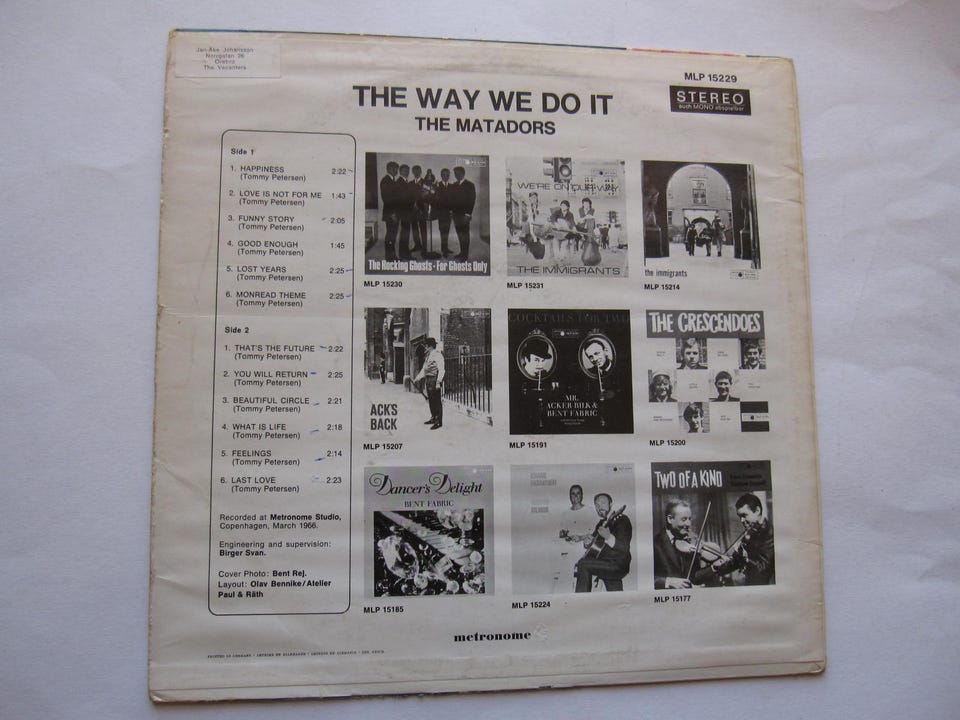 Jan-Åke Johansson
Norrgatan 26
Örebro
The Vacanters
MLP 15229
STEREO
auch MONO abspielbar
THE WAY WE DO IT
THE MATADORS
Side 1
1. HAPPINESS 2:22
(Tommy Petersen)
2. LOVE IS NOT FOR ME 1:43
(Tommy Petersen)
3. FUNNY STORY 2:05
(Tommy Petersen)
4. GOOD ENOUGH 1:45
(Tommy Petersen)
5. LOST YEARS 2:25
(Tommy Petersen)
6. MONREAD THEME 2:25
(Tommy Petersen)
Side 2
1. THAT'S THE FUTURE 2:22
(Tommy Petersen)
2. YOU WILL RETURN 2:25
(Tommy Petersen)
3. BEAUTIFUL CIRCLE 2:21
(Tommy Petersen)
4. WHAT IS LIFE 2:18
(Tommy Petersen)
5. FEELINGS 2:14
(Tommy Petersen)
6. LAST LOVE 2:23
(Tommy Petersen)
Recorded at Metronome Studio,
Copenhagen, March 1966.
Engineering and supervision:
Birger Svan.
Cover Photo: Bent Rej.
Layout: Olav Bennike/Atelier
Paul & Räth
The Rocking Ghosts · For Ghosts Only
MLP 15230
WE'RE ON OUR WAY
THE IMMIGRANTS
MLP 15231
the immigrants
MLP 15214
ACK'S
BACK
MLP 15207
COCKTAILS FOR TWO
MR.
ACKER BILK &
BENT FABRIC
MLP 15191
THE CRESCENDOES
MLP 15200
Dancer's Delight
BENT FABRIC
MLP 15185
MLP 15224
TWO OF A KIND
MLP 15177
metronome
PRINTED IN GERMANY · IMPRIMÉ EN ALLEMAGNE